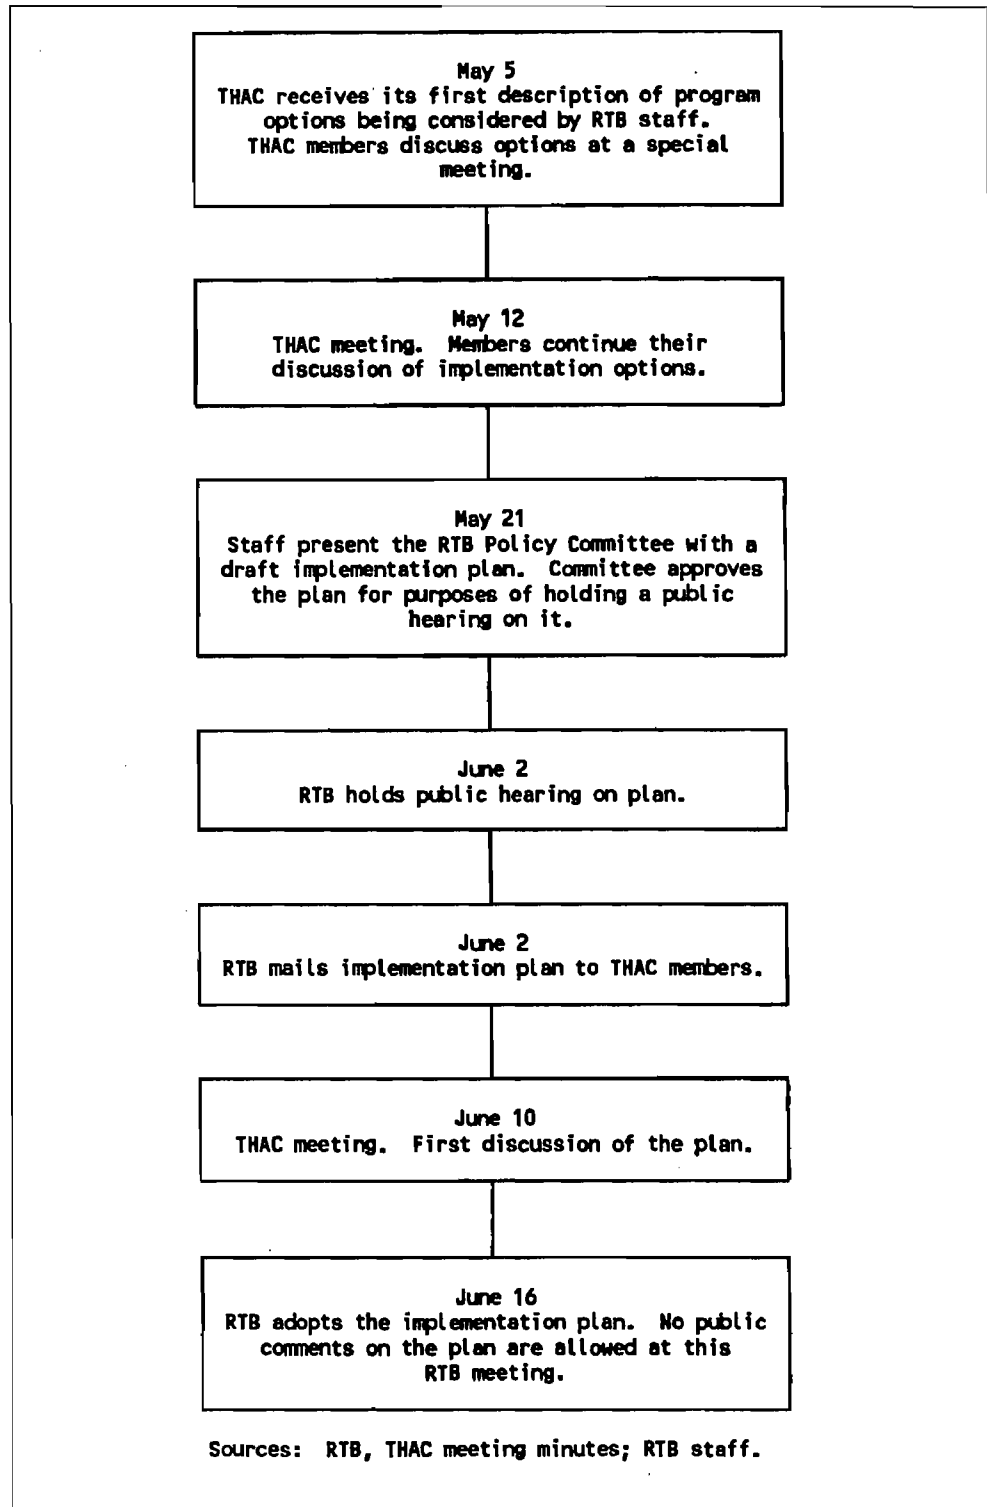 May 5
THAC receives its first description of program
options being considered by RTB staff.
THAC members discuss options at a special
meeting.
May 12
THAC meeting. Members continue their
discussion of implementation options.
May 21
Staff present the RTB Policy Committee with a
draft implementation plan. Committee approves
the plan for purposes of holding a public
hearing on it.
June 2
RTB holds public hearing on plan.
June 2
RTB mails implementation plan to THAC members.
June 10
THAC meeting. First discussion of the plan.
June 16
RTB adopts the implementation plan. No public
comments on the plan are allowed at this
RTB meeting.
Sources: RTB, THAC meeting minutes; RTB staff.